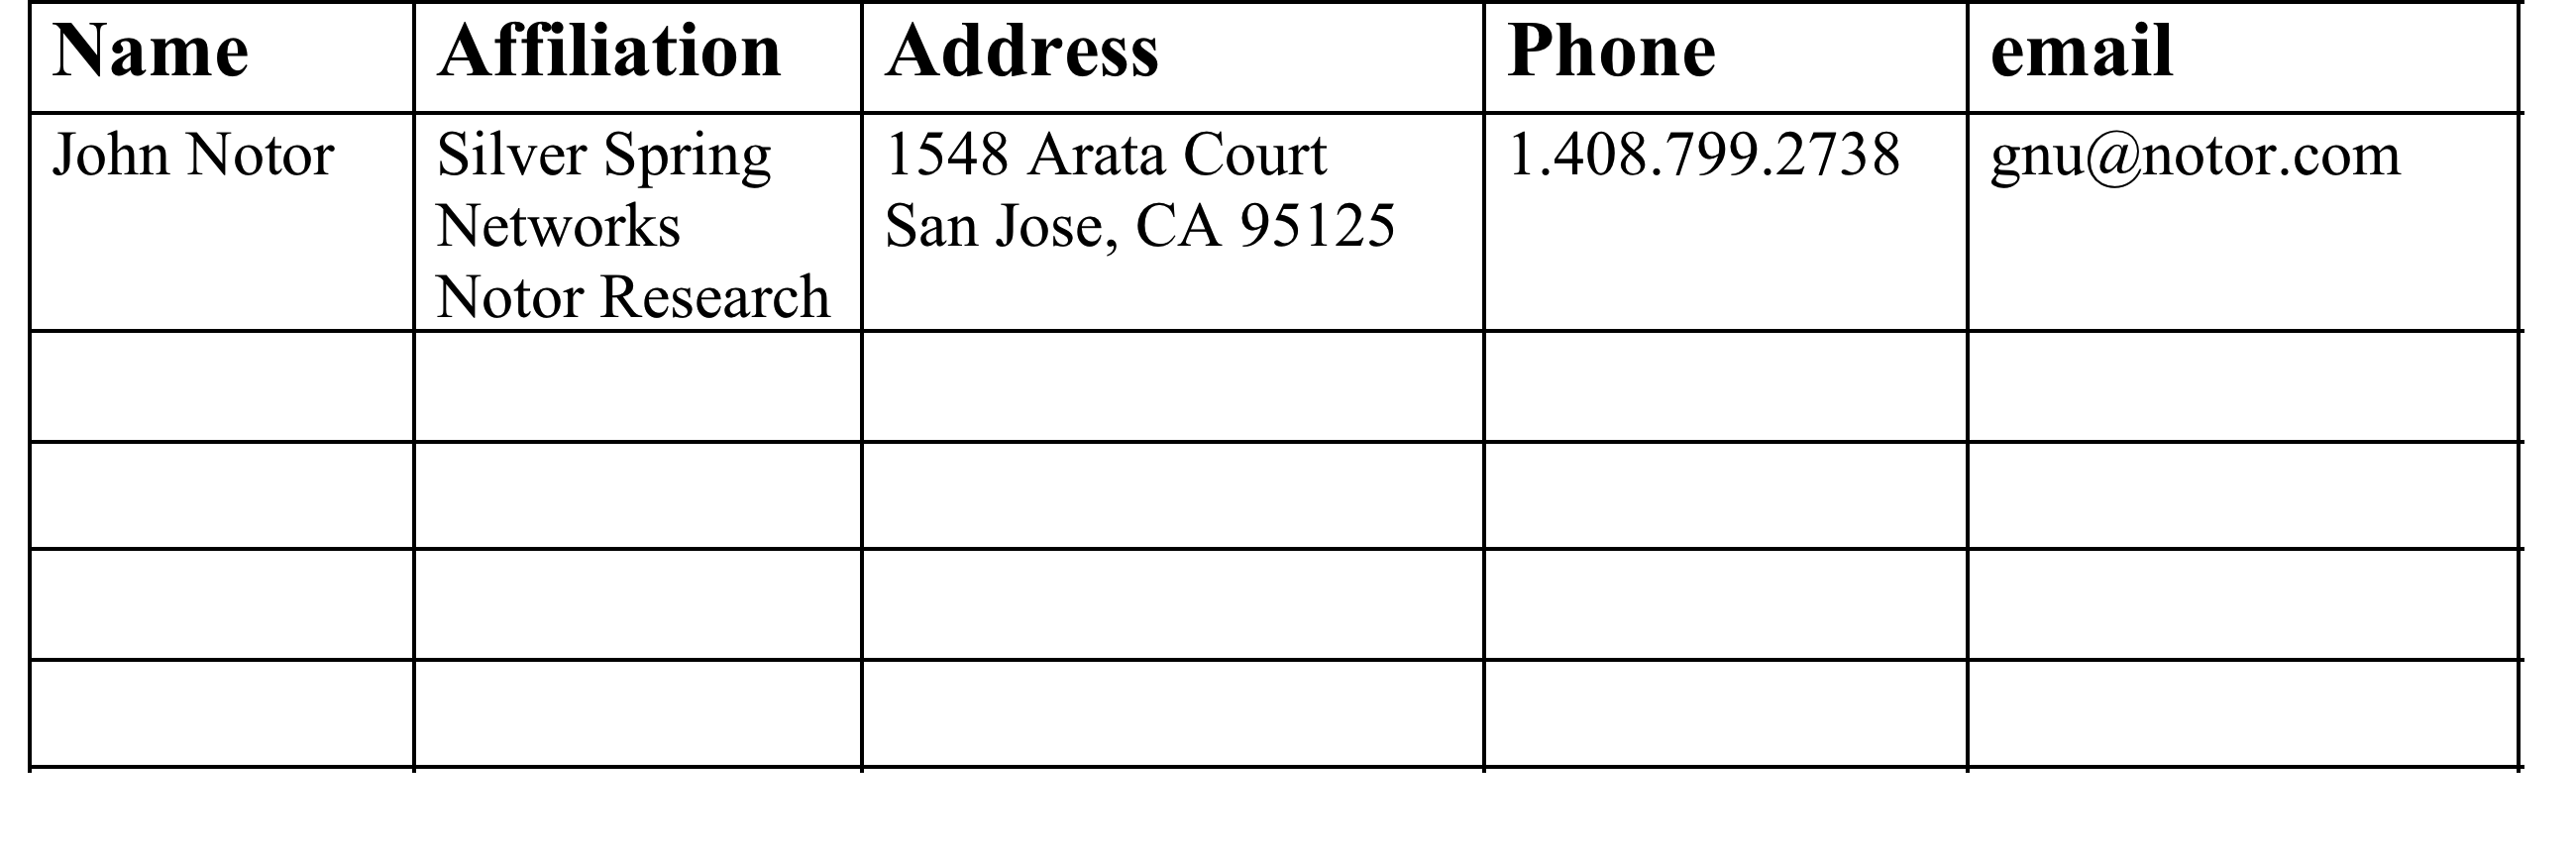 Name Affiliation Address Phone email
John Notor Silver Spring 1548 Arata Court 1.408.799.2738 gnu@notor.com
Networks San Jose, CA 95125
Notor Research